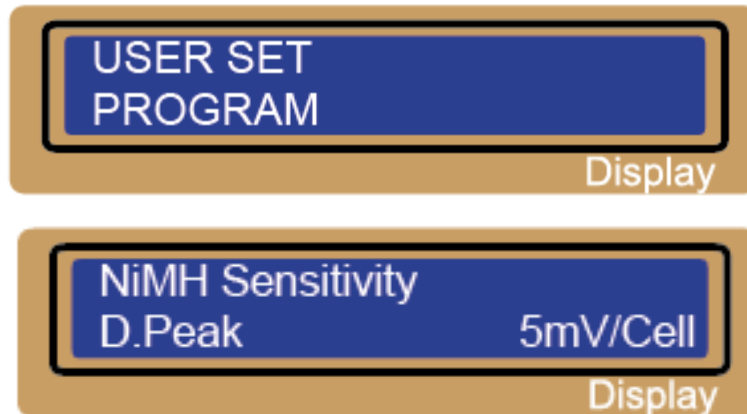 USER SET
PROGRAM
Display
NiMH Sensitivity
D.Peak 5mV/Cell
Display